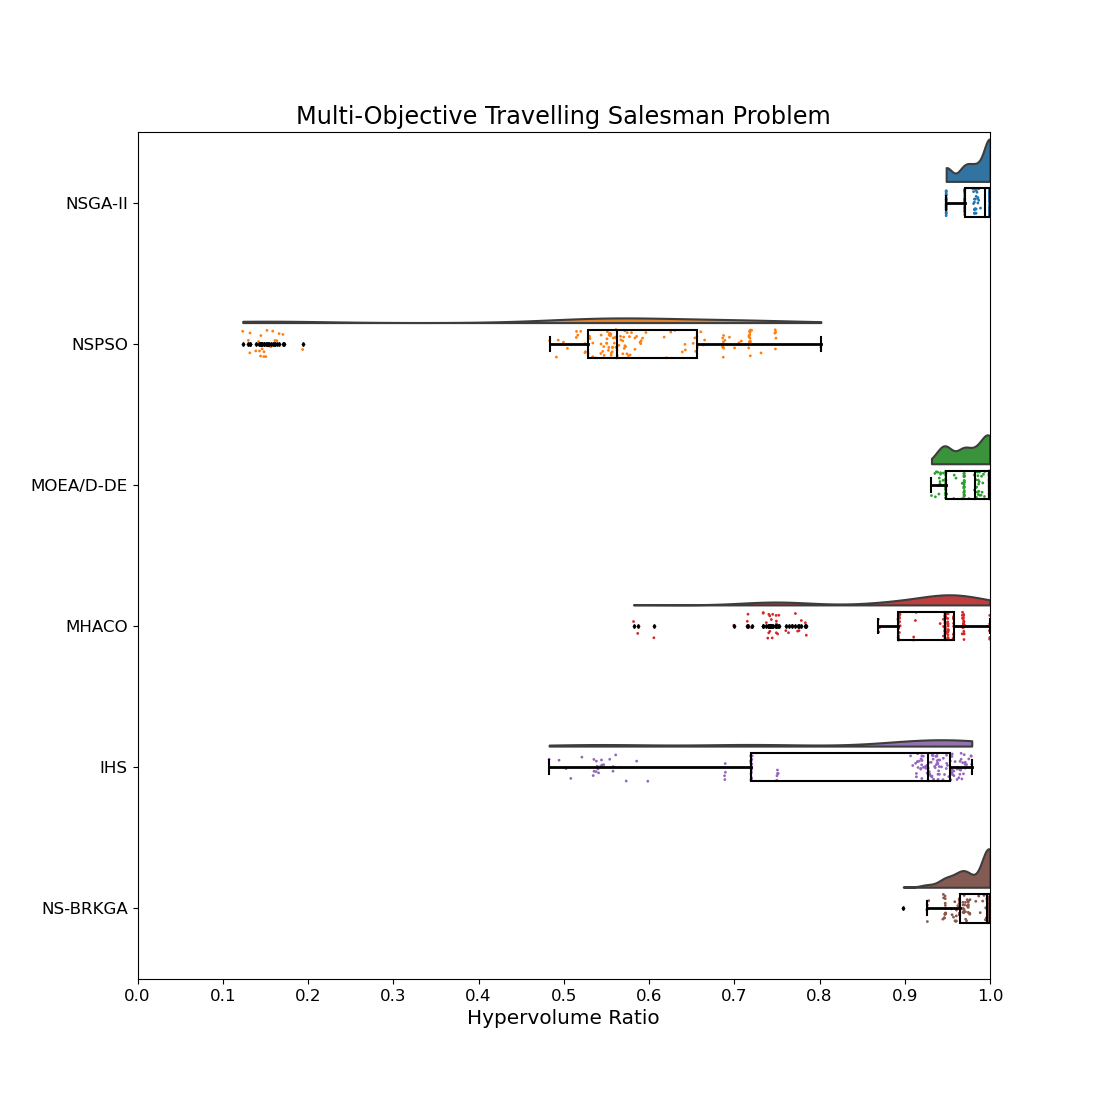 Multi-Objective Travelling Salesman Problem
NSGA-II
NSPSO
MOEA/D-DE
MHACO
IHS
NS-BRKGA
0.0 0.1 0.2 0.3 0.4 0.5 0.6 0.7 0.8 0.9 1.0
Hypervolume Ratio